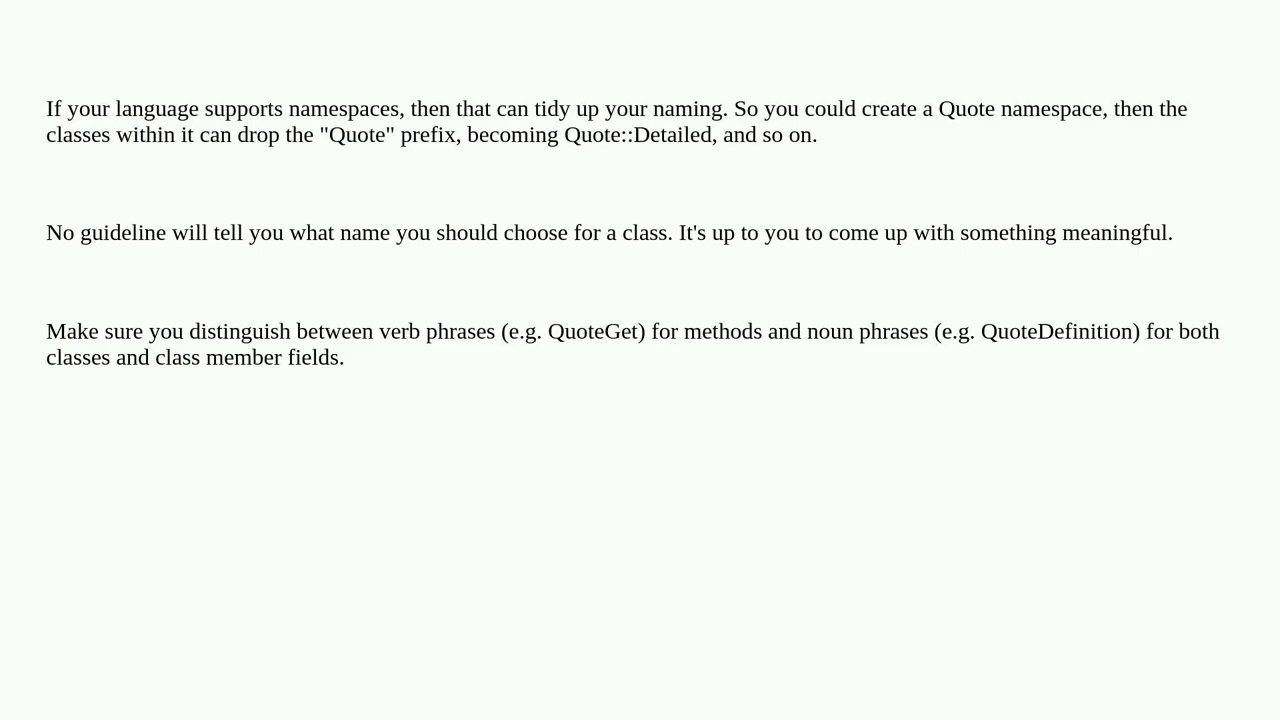 If your language supports namespaces, then that can tidy up your naming. So you could create a Quote namespace, then the
classes within it can drop the "Quote" prefix, becoming Quote::Detailed, and so on.
No guideline will tell you what name you should choose for a class. It's up to you to come up with something meaningful.
Make sure you distinguish between verb phrases (e.g. QuoteGet) for methods and noun phrases (e.g. QuoteDefinition) for both
classes and class member fields.